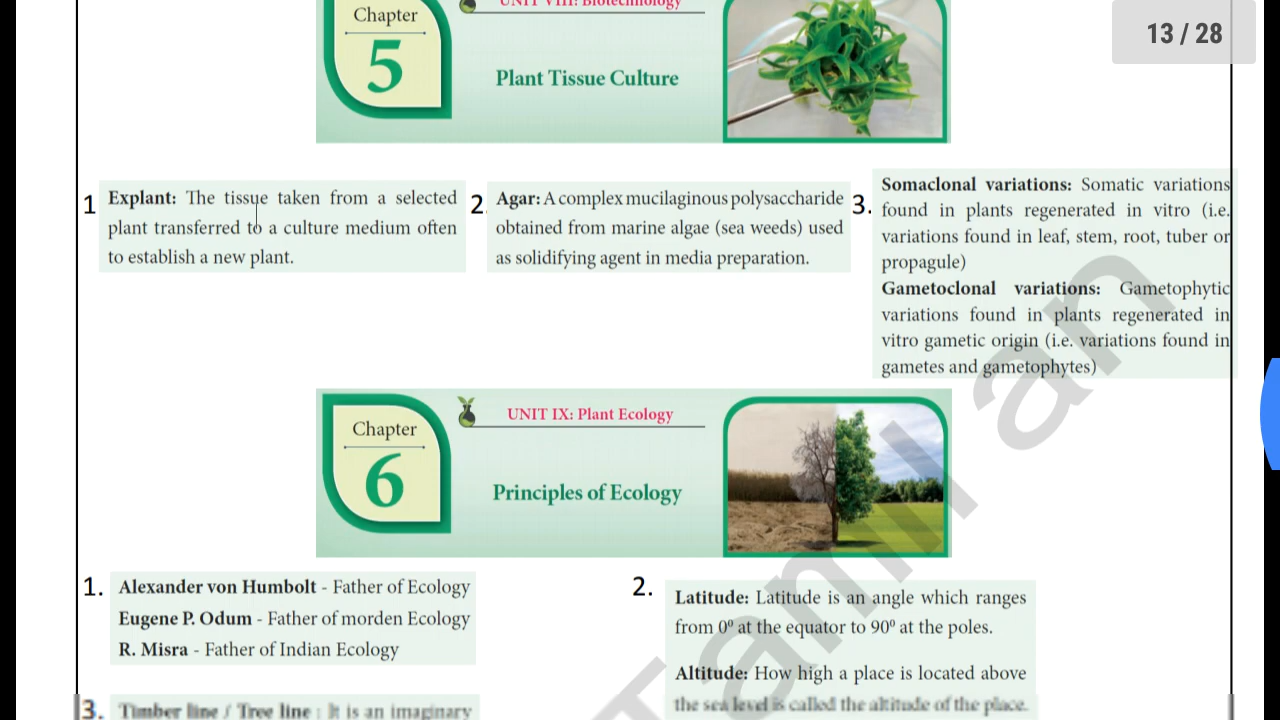 UNIT VIII: Biotechnology
13 / 28
Chapter
5
Plant Tissue Culture
1
Explant: The tissue taken from a selected
plant transferred to a culture medium often
to establish a new plant.
2.
Agar: A complex mucilaginous polysaccharide
obtained from marine algae (sea weeds) used
as solidifying agent in media preparation.
3.
Somaclonal variations: Somatic variations
found in plants regenerated in vitro (i.e.
variations found in leaf, stem, root, tuber or
propagule)
Gametoclonal variations: Gametophytic
variations found in plants regenerated in
vitro gametic origin (i.e. variations found in
gametes and gametophytes)
UNIT IX: Plant Ecology
Chapter
6
Principles of Ecology
1.
Alexander von Humbolt - Father of Ecology
Eugene P. Odum - Father of morden Ecology
R. Misra - Father of Indian Ecology
2.
Latitude: Latitude is an angle which ranges
from 0⁰ at the equator to 90⁰ at the poles.
Altitude: How high a place is located above
the sea level is called the altitude of the place.
3.
Timber line / Tree line : It is an imaginary
Tamil an